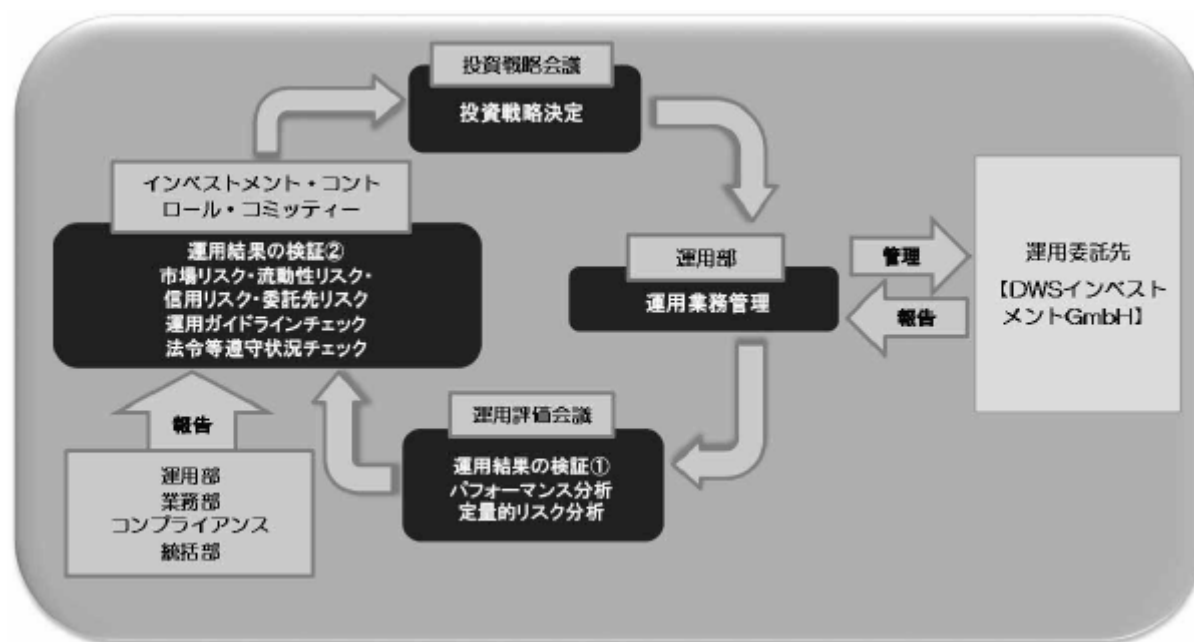 投資戦略会議
投資戦略決定
インベストメント・コント
ロール・コミッティー
運用結果の検証②
市場リスク・流動性リスク・
信用リスク・委託先リスク
運用ガイドラインチェック
法令等遵守状況チェック
運用部
運用業務管理
管理
報告
運用委託先
【DWSインベスト
メントGmbH】
運用評価会議
運用結果の検証①
パフォーマンス分析
定量的リスク分析
報告
運用部
業務部
コンプライアンス
統括部